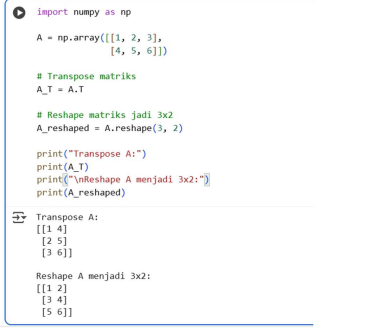 import numpy as np
A = np.array([[1, 2, 3],
              [4, 5, 6]])
# Transpose matriks
A_T = A.T
# Reshape matriks jadi 3x2
A_reshaped = A.reshape(3, 2)
print("Transpose A:")
print(A_T)
print("\nReshape A menjadi 3x2:")
print(A_reshaped)
Transpose A:
[[1 4]
 [2 5]
 [3 6]]
Reshape A menjadi 3x2:
[[1 2]
 [3 4]
 [5 6]]